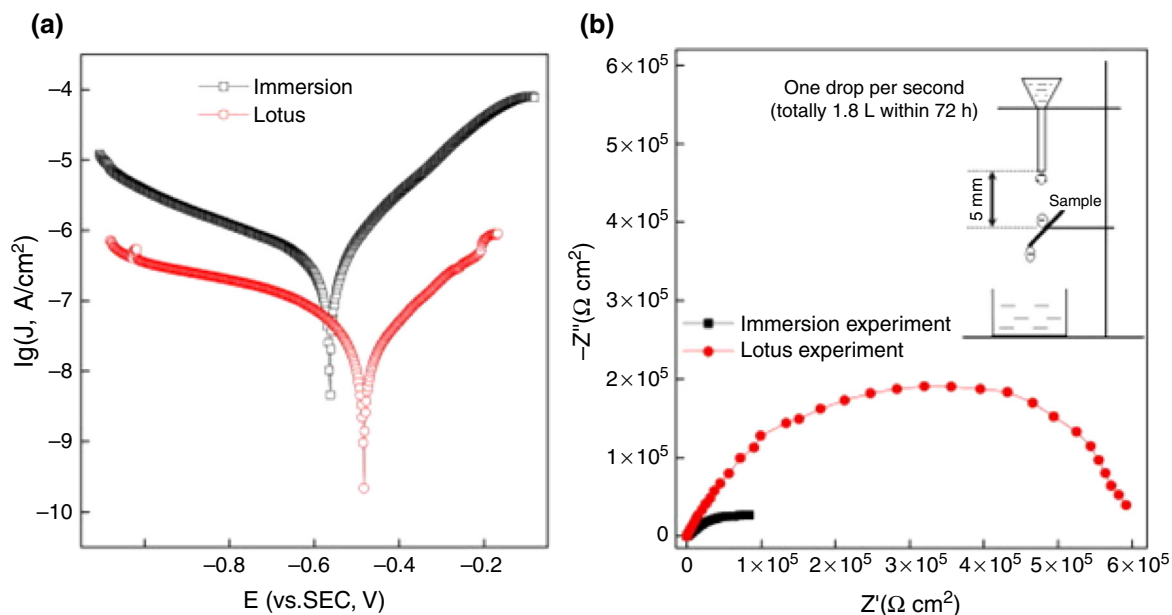 (a)
Immersion
Lotus
–4
–5
–6
–7
–8
–9
–10
lg(J, A/cm²)
–0.8
–0.6
–0.4
–0.2
E (vs.SEC, V)
(b)
6×10⁵
5×10⁵
4×10⁵
3×10⁵
2×10⁵
1×10⁵
0
–Z"(Ω cm²)
One drop per second
(totally 1.8 L within 72 h)
5 mm
Sample
Immersion experiment
Lotus experiment
0
1×10⁵
2×10⁵
3×10⁵
4×10⁵
5×10⁵
6×10⁵
Z'(Ω cm²)